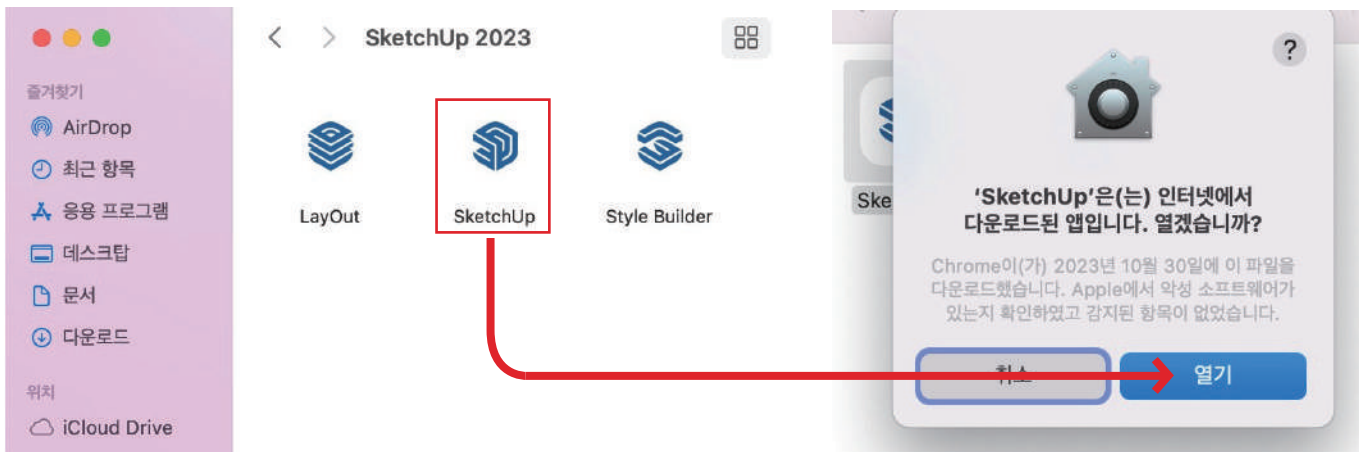 SketchUp 2023
즐겨찾기
AirDrop
최근 항목
응용 프로그램
데스크탑
문서
다운로드
위치
iCloud Drive
LayOut
SketchUp
Style Builder
Ske
?
'SketchUp'은(는) 인터넷에서
다운로드된 앱입니다. 열겠습니까?
Chrome이(가) 2023년 10월 30일에 이 파일을
다운로드했습니다. Apple에서 악성 소프트웨어가
있는지 확인하였고 감지된 항목이 없었습니다.
취소
열기